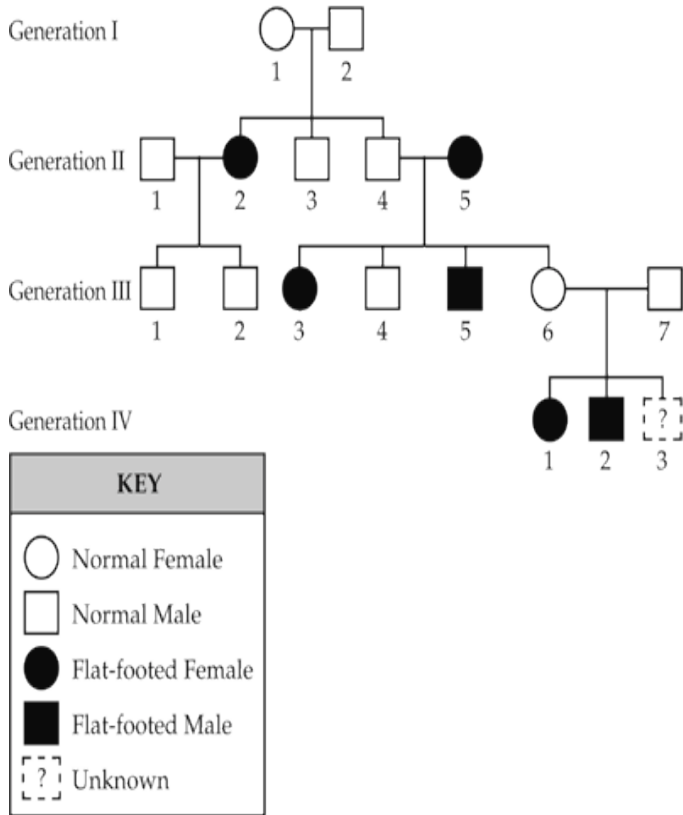 Generation I
1 2
Generation II
1 2 3 4 5
Generation III
1 2 3 4 5 6 7
Generation IV
?
1 2 3
KEY
Normal Female
Normal Male
Flat-footed Female
Flat-footed Male
? Unknown